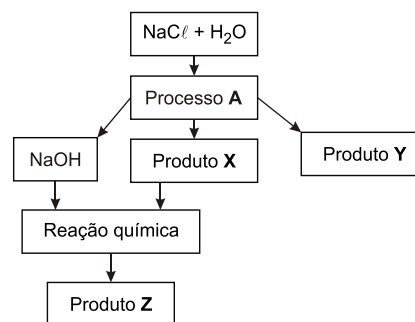 NaCℓ + H₂O
Processo A
NaOH
Produto X
Produto Y
Reação química
Produto Z